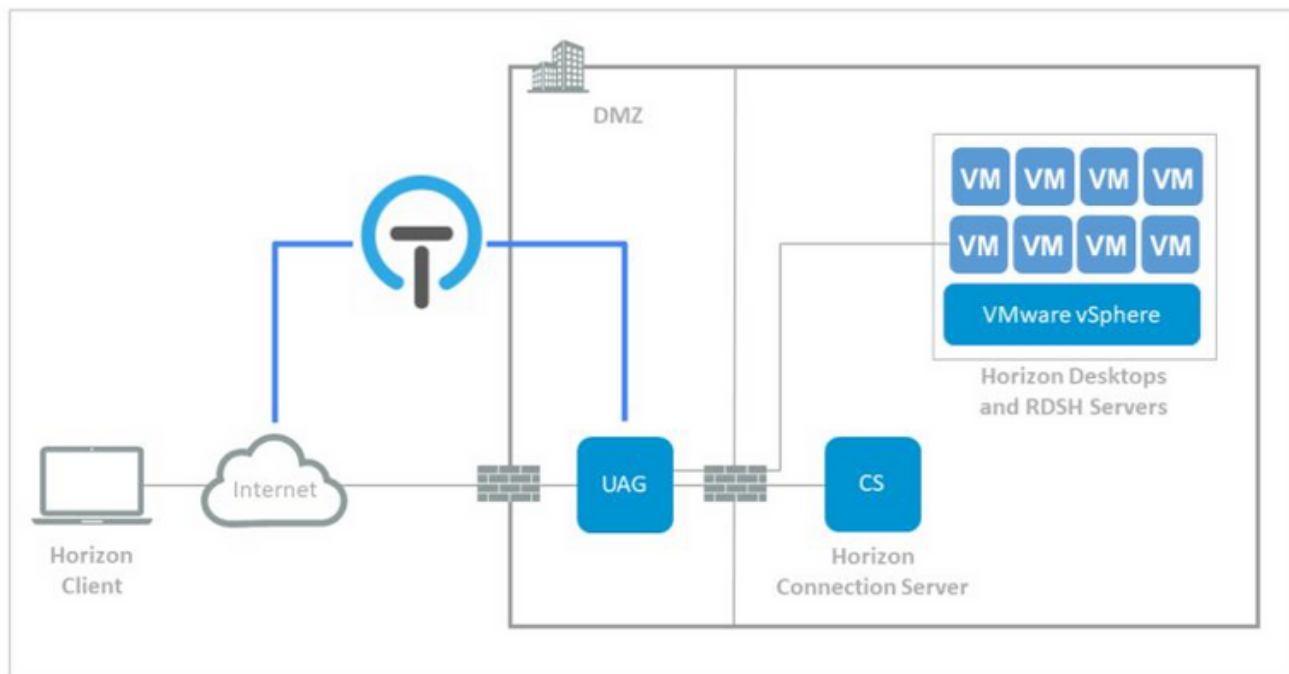 DMZ
VM VM VM VM
VM VM VM VM
VMware vSphere
Horizon Desktops
and RDSH Servers
Internet
UAG
CS
Horizon
Client
Horizon
Connection Server